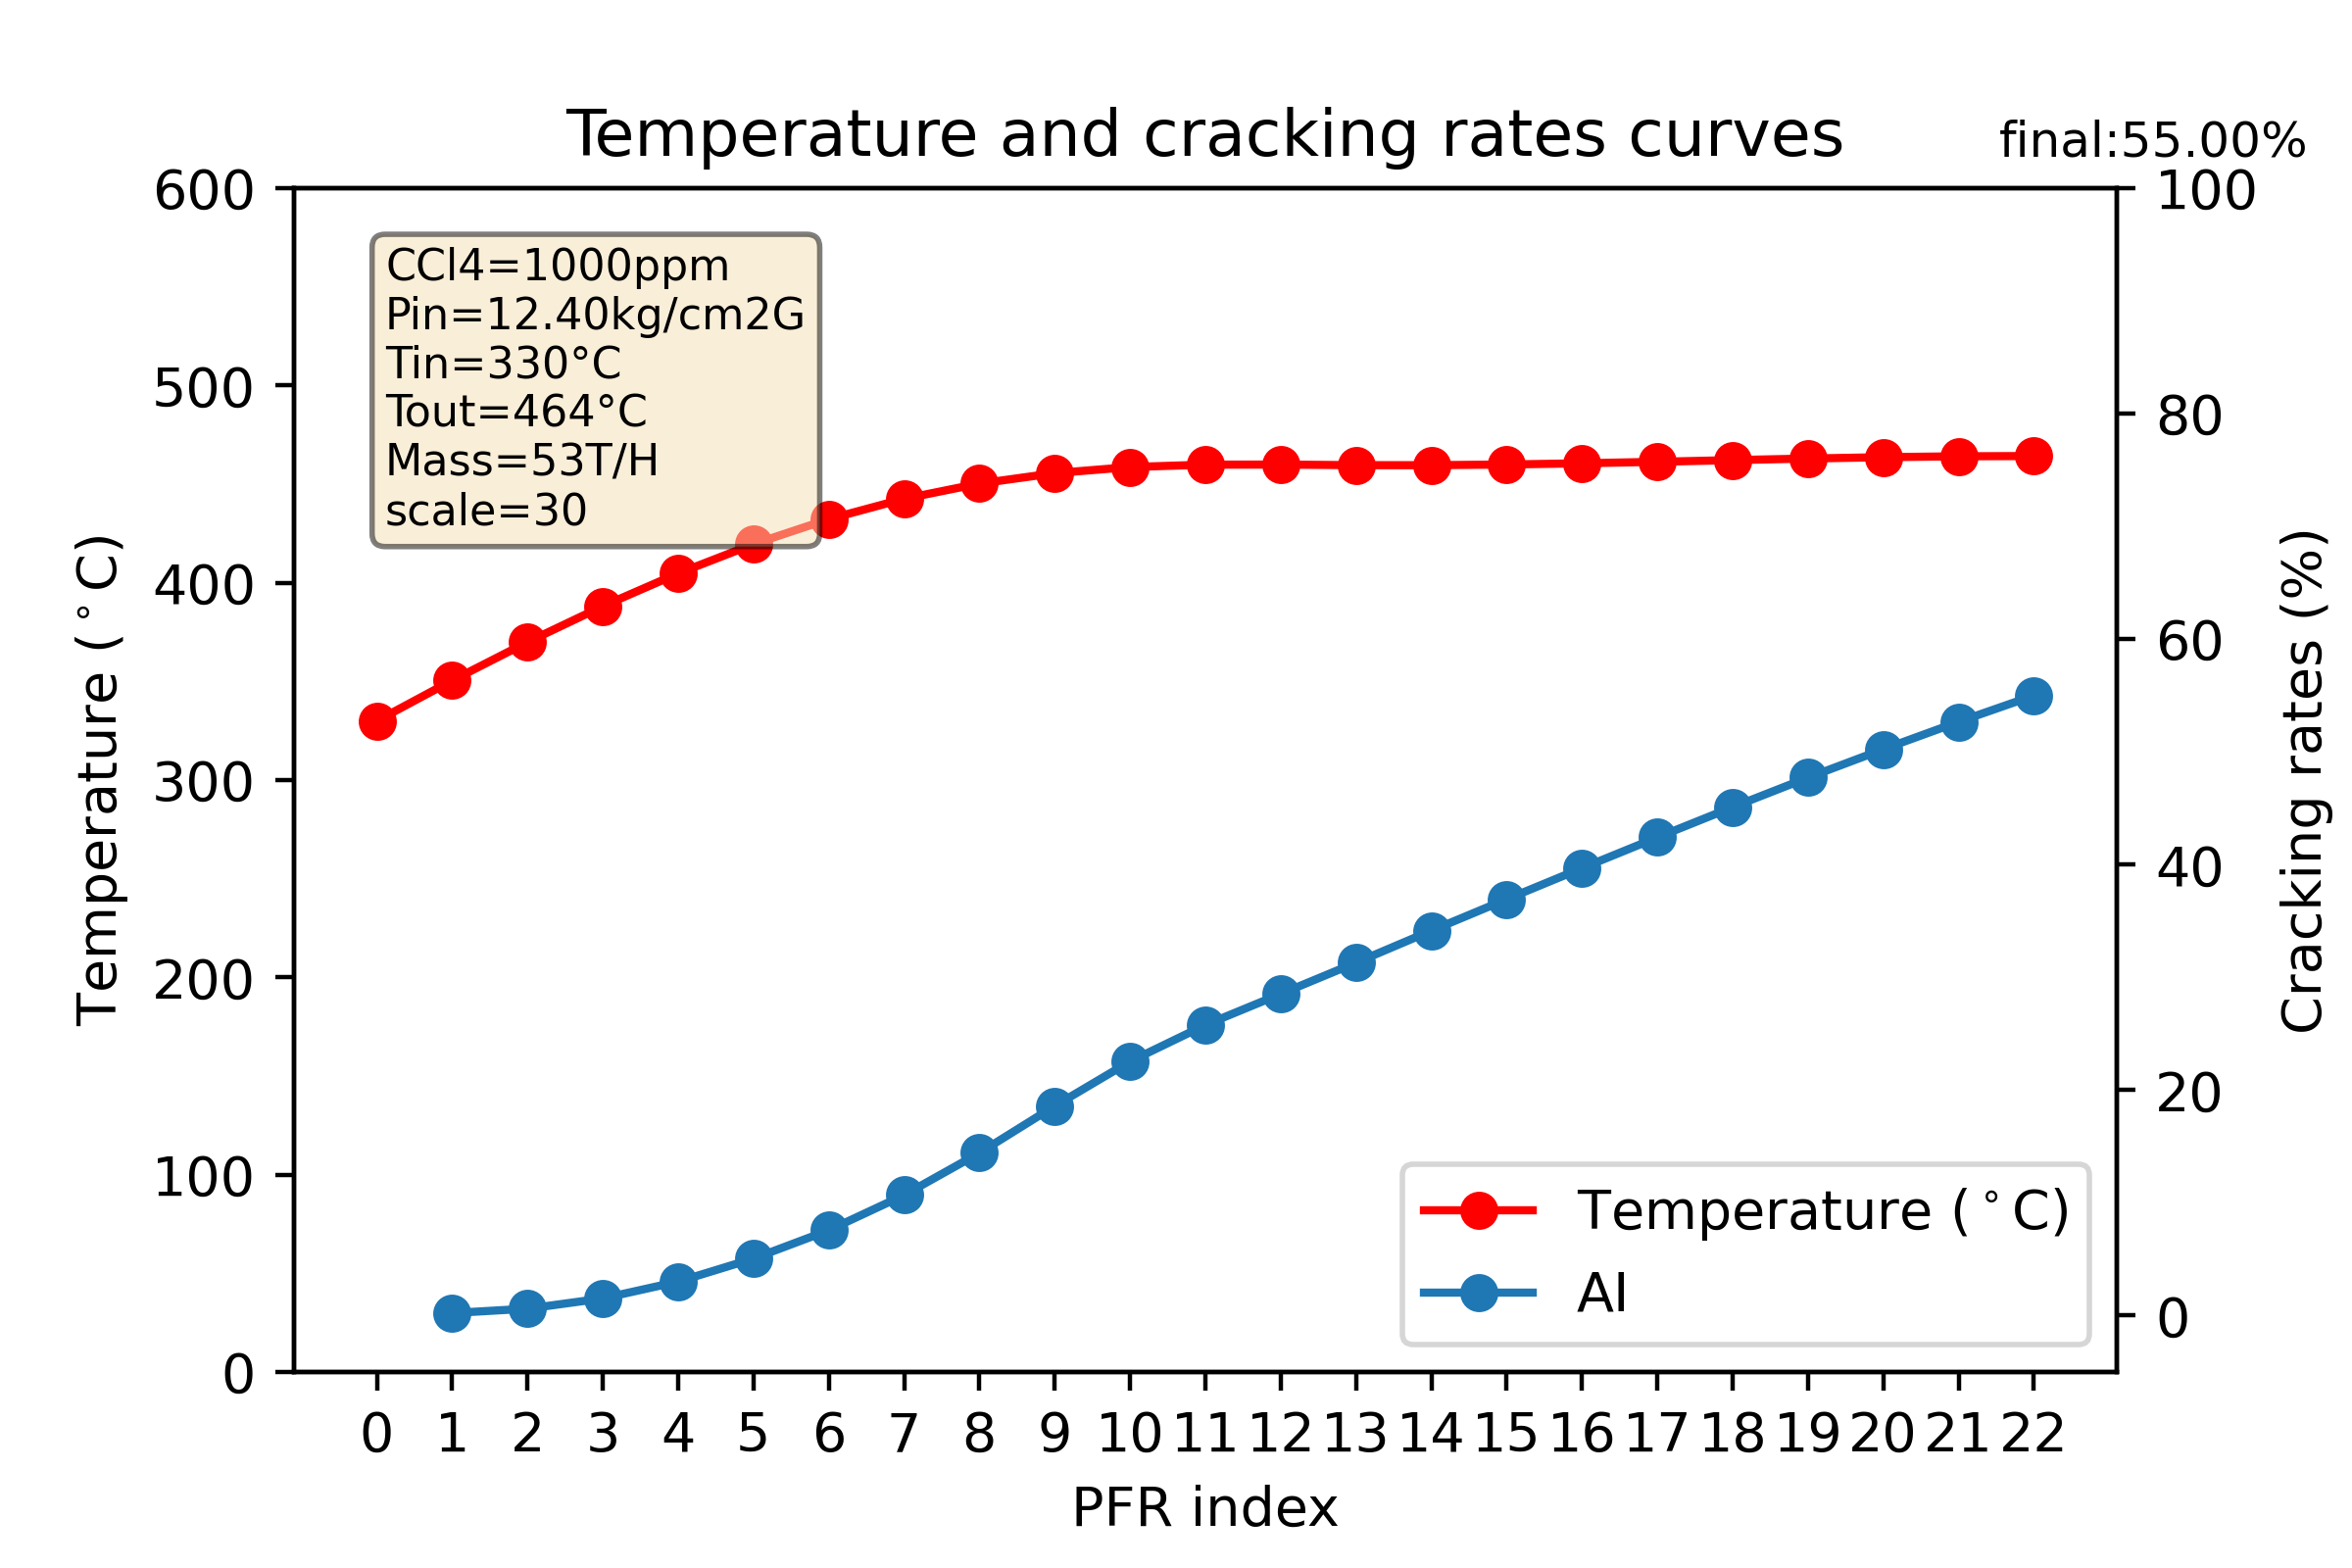 Temperature and cracking rates curves
final:55.00%
600
500
400
300
200
100
0
Temperature (°C)
CCl4=1000ppm
Pin=12.40kg/cm2G
Tin=330°C
Tout=464°C
Mass=53T/H
scale=30
100
80
60
40
20
0
Cracking rates (%)
Temperature (°C)
AI
0 1 2 3 4 5 6 7 8 9 10 11 12 13 14 15 16 17 18 19 20 21 22
PFR index